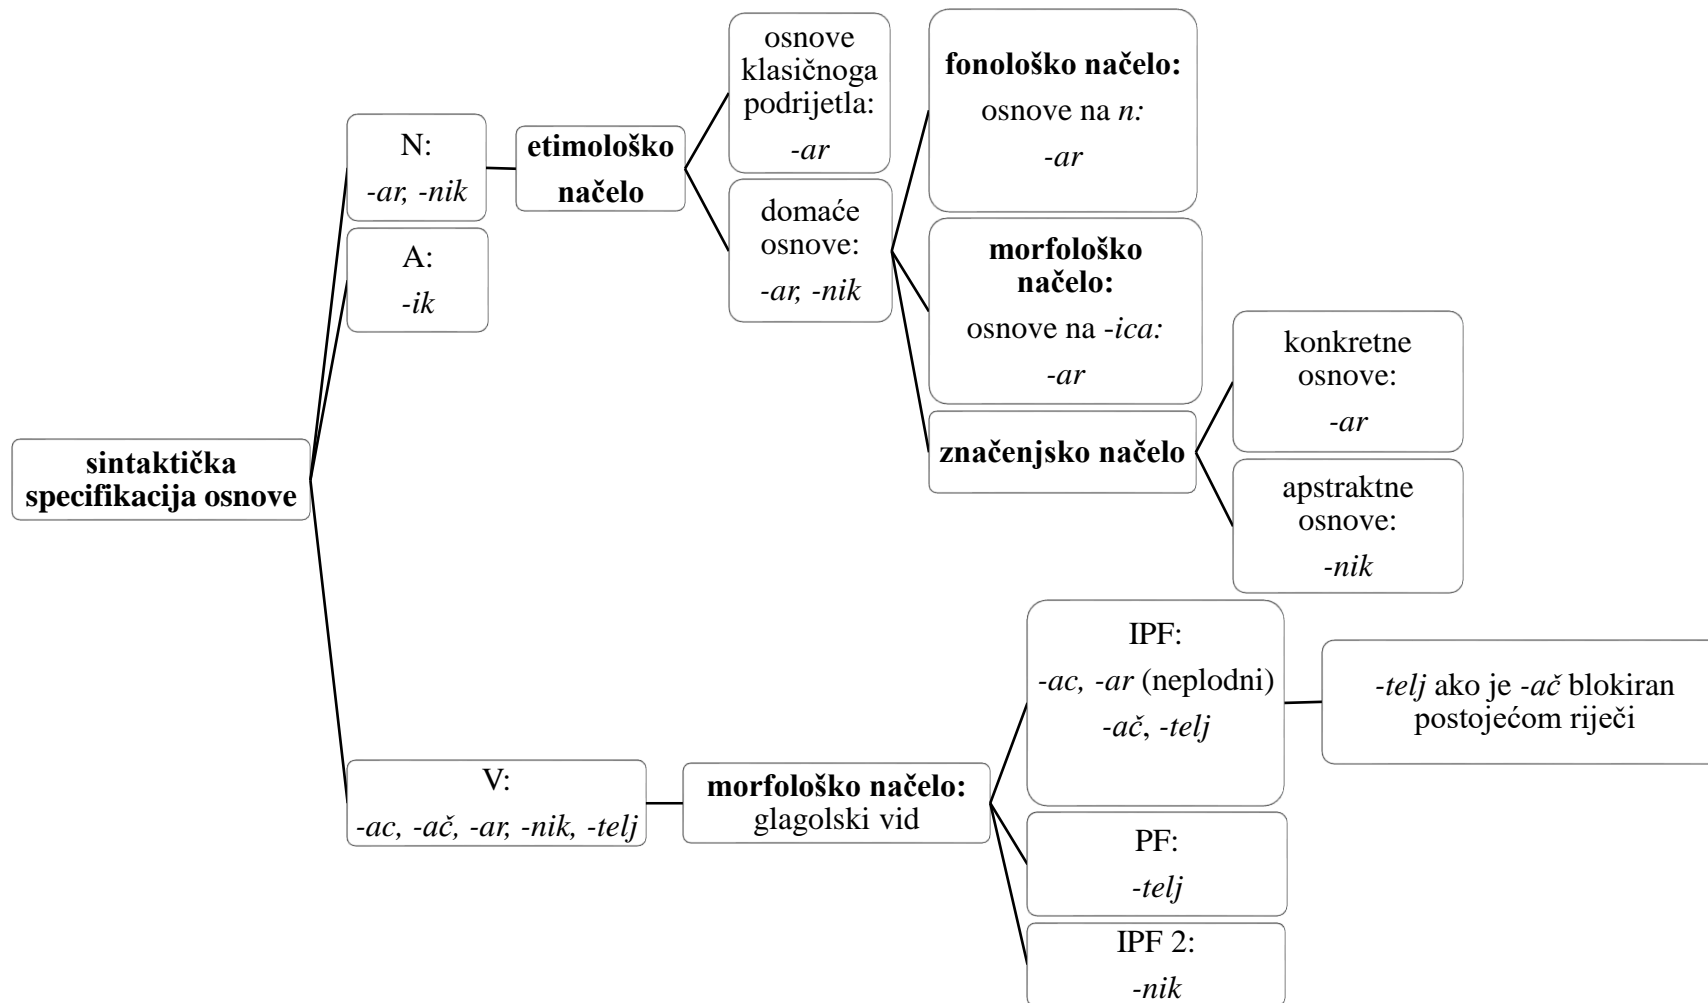 sintaktička
specifikacija osnove
N:
-ar, -nik
etimološko
načelo
osnove
klasičnoga
podrijetla:
-ar
domaće
osnove:
-ar, -nik
fonološko načelo:
osnove na n:
-ar
morfološko
načelo:
osnove na -ica:
-ar
značenjsko načelo
konkretne
osnove:
-ar
apstraktne
osnove:
-nik
A:
-ik
V:
-ac, -ač, -ar, -nik, -telj
morfološko načelo:
glagolski vid
IPF:
-ac, -ar (neplodni)
-ač, -telj
-telj ako je -ač blokiran
postojećom riječi
PF:
-telj
IPF 2:
-nik